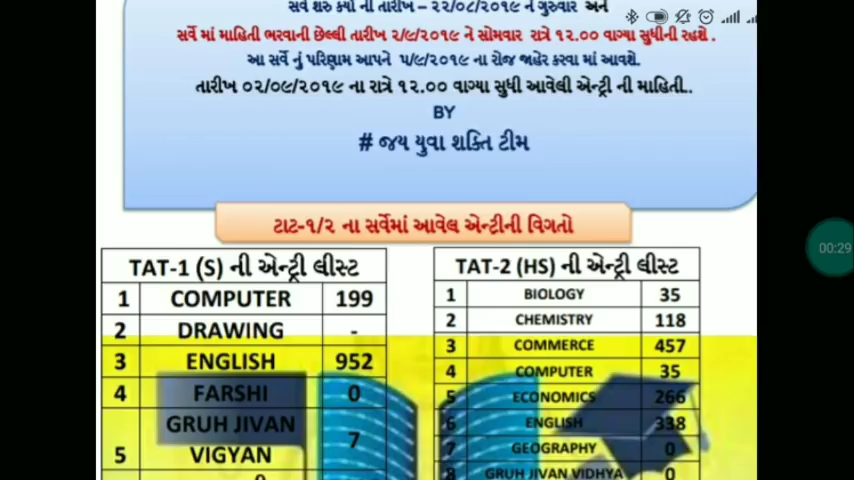 સર્વે શરુ કર્યા ની તારીખ – ૨૨/૦૮/૨૦૧૯ ને ગુરુવાર અને
સર્વે માં માહિતી ભરવાની છેલ્લી તારીખ ૨/૯/૨૦૧૯ ને સોમવાર રાત્રે ૧૨.૦૦ વાગ્યા સુધીની રહશે .
આ સર્વે નું પરિણામ આપને ૫/૯/૨૦૧૯ ના રોજ જાહેર કરવા માં આવશે.
તારીખ ૦૨/૦૯/૨૦૧૯ ના રાત્રે ૧૨.૦૦ વાગ્યા સુધી આવેલી એન્ટ્રી ની માહિતી..
BY
# જય યુવા શક્તિ ટીમ
00:29
ટાટ-૧/૨ ના સર્વેમાં આવેલ એન્ટ્રીની વિગતો
TAT-1 (S) ની એન્ટ્રી લીસ્ટ
1 COMPUTER 199
2 DRAWING -
3 ENGLISH 952
4 FARSHI 0
5 GRUH JIVAN VIGYAN 7
TAT-2 (HS) ની એન્ટ્રી લીસ્ટ
1 BIOLOGY 35
2 CHEMISTRY 118
3 COMMERCE 457
4 COMPUTER 35
5 ECONOMICS 266
6 ENGLISH 338
7 GEOGRAPHY 0
8 GRUH JIVAN VIDHYA 0